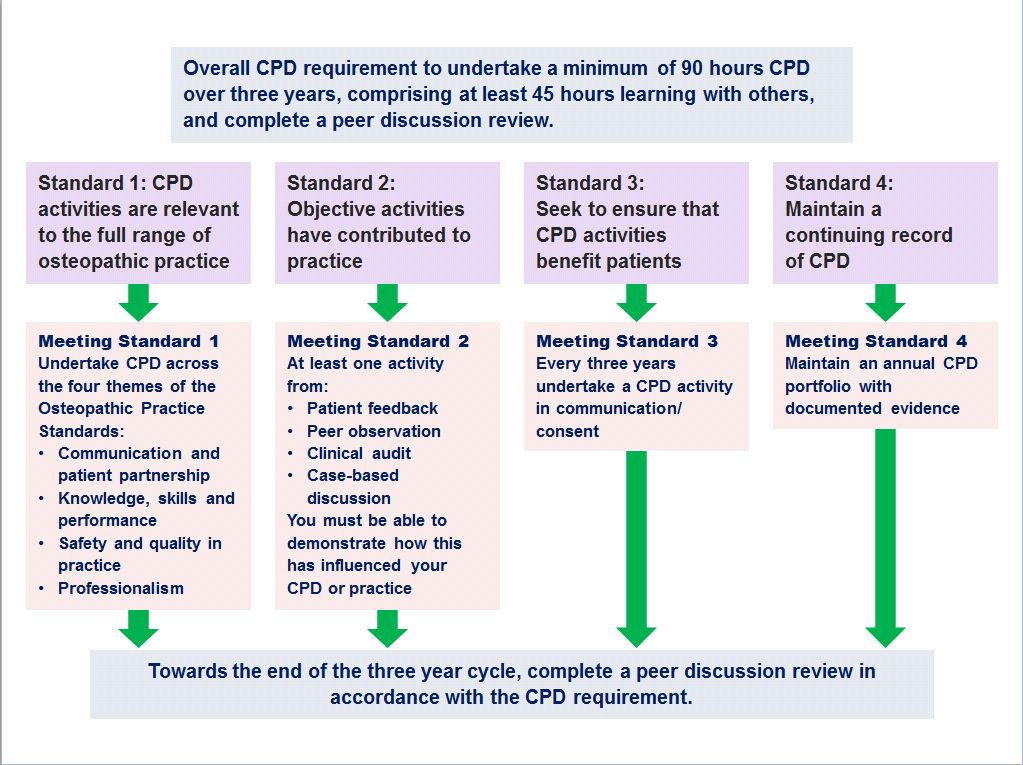 Overall CPD requirement to undertake a minimum of 90 hours CPD
over three years, comprising at least 45 hours learning with others,
and complete a peer discussion review.
Standard 1: CPD
activities are relevant
to the full range of
osteopathic practice
Standard 2:
Objective activities
have contributed to
practice
Standard 3:
Seek to ensure that
CPD activities
benefit patients
Standard 4:
Maintain a
continuing record
of CPD
Meeting Standard 1
Undertake CPD across
the four themes of the
Osteopathic Practice
Standards:
• Communication and
patient partnership
• Knowledge, skills and
performance
• Safety and quality in
practice
• Professionalism
Meeting Standard 2
At least one activity
from:
• Patient feedback
• Peer observation
• Clinical audit
• Case-based
discussion
You must be able to
demonstrate how this
has influenced your
CPD or practice
Meeting Standard 3
Every three years
undertake a CPD activity
in communication/
consent
Meeting Standard 4
Maintain an annual CPD
portfolio with
documented evidence
Towards the end of the three year cycle, complete a peer discussion review in
accordance with the CPD requirement.